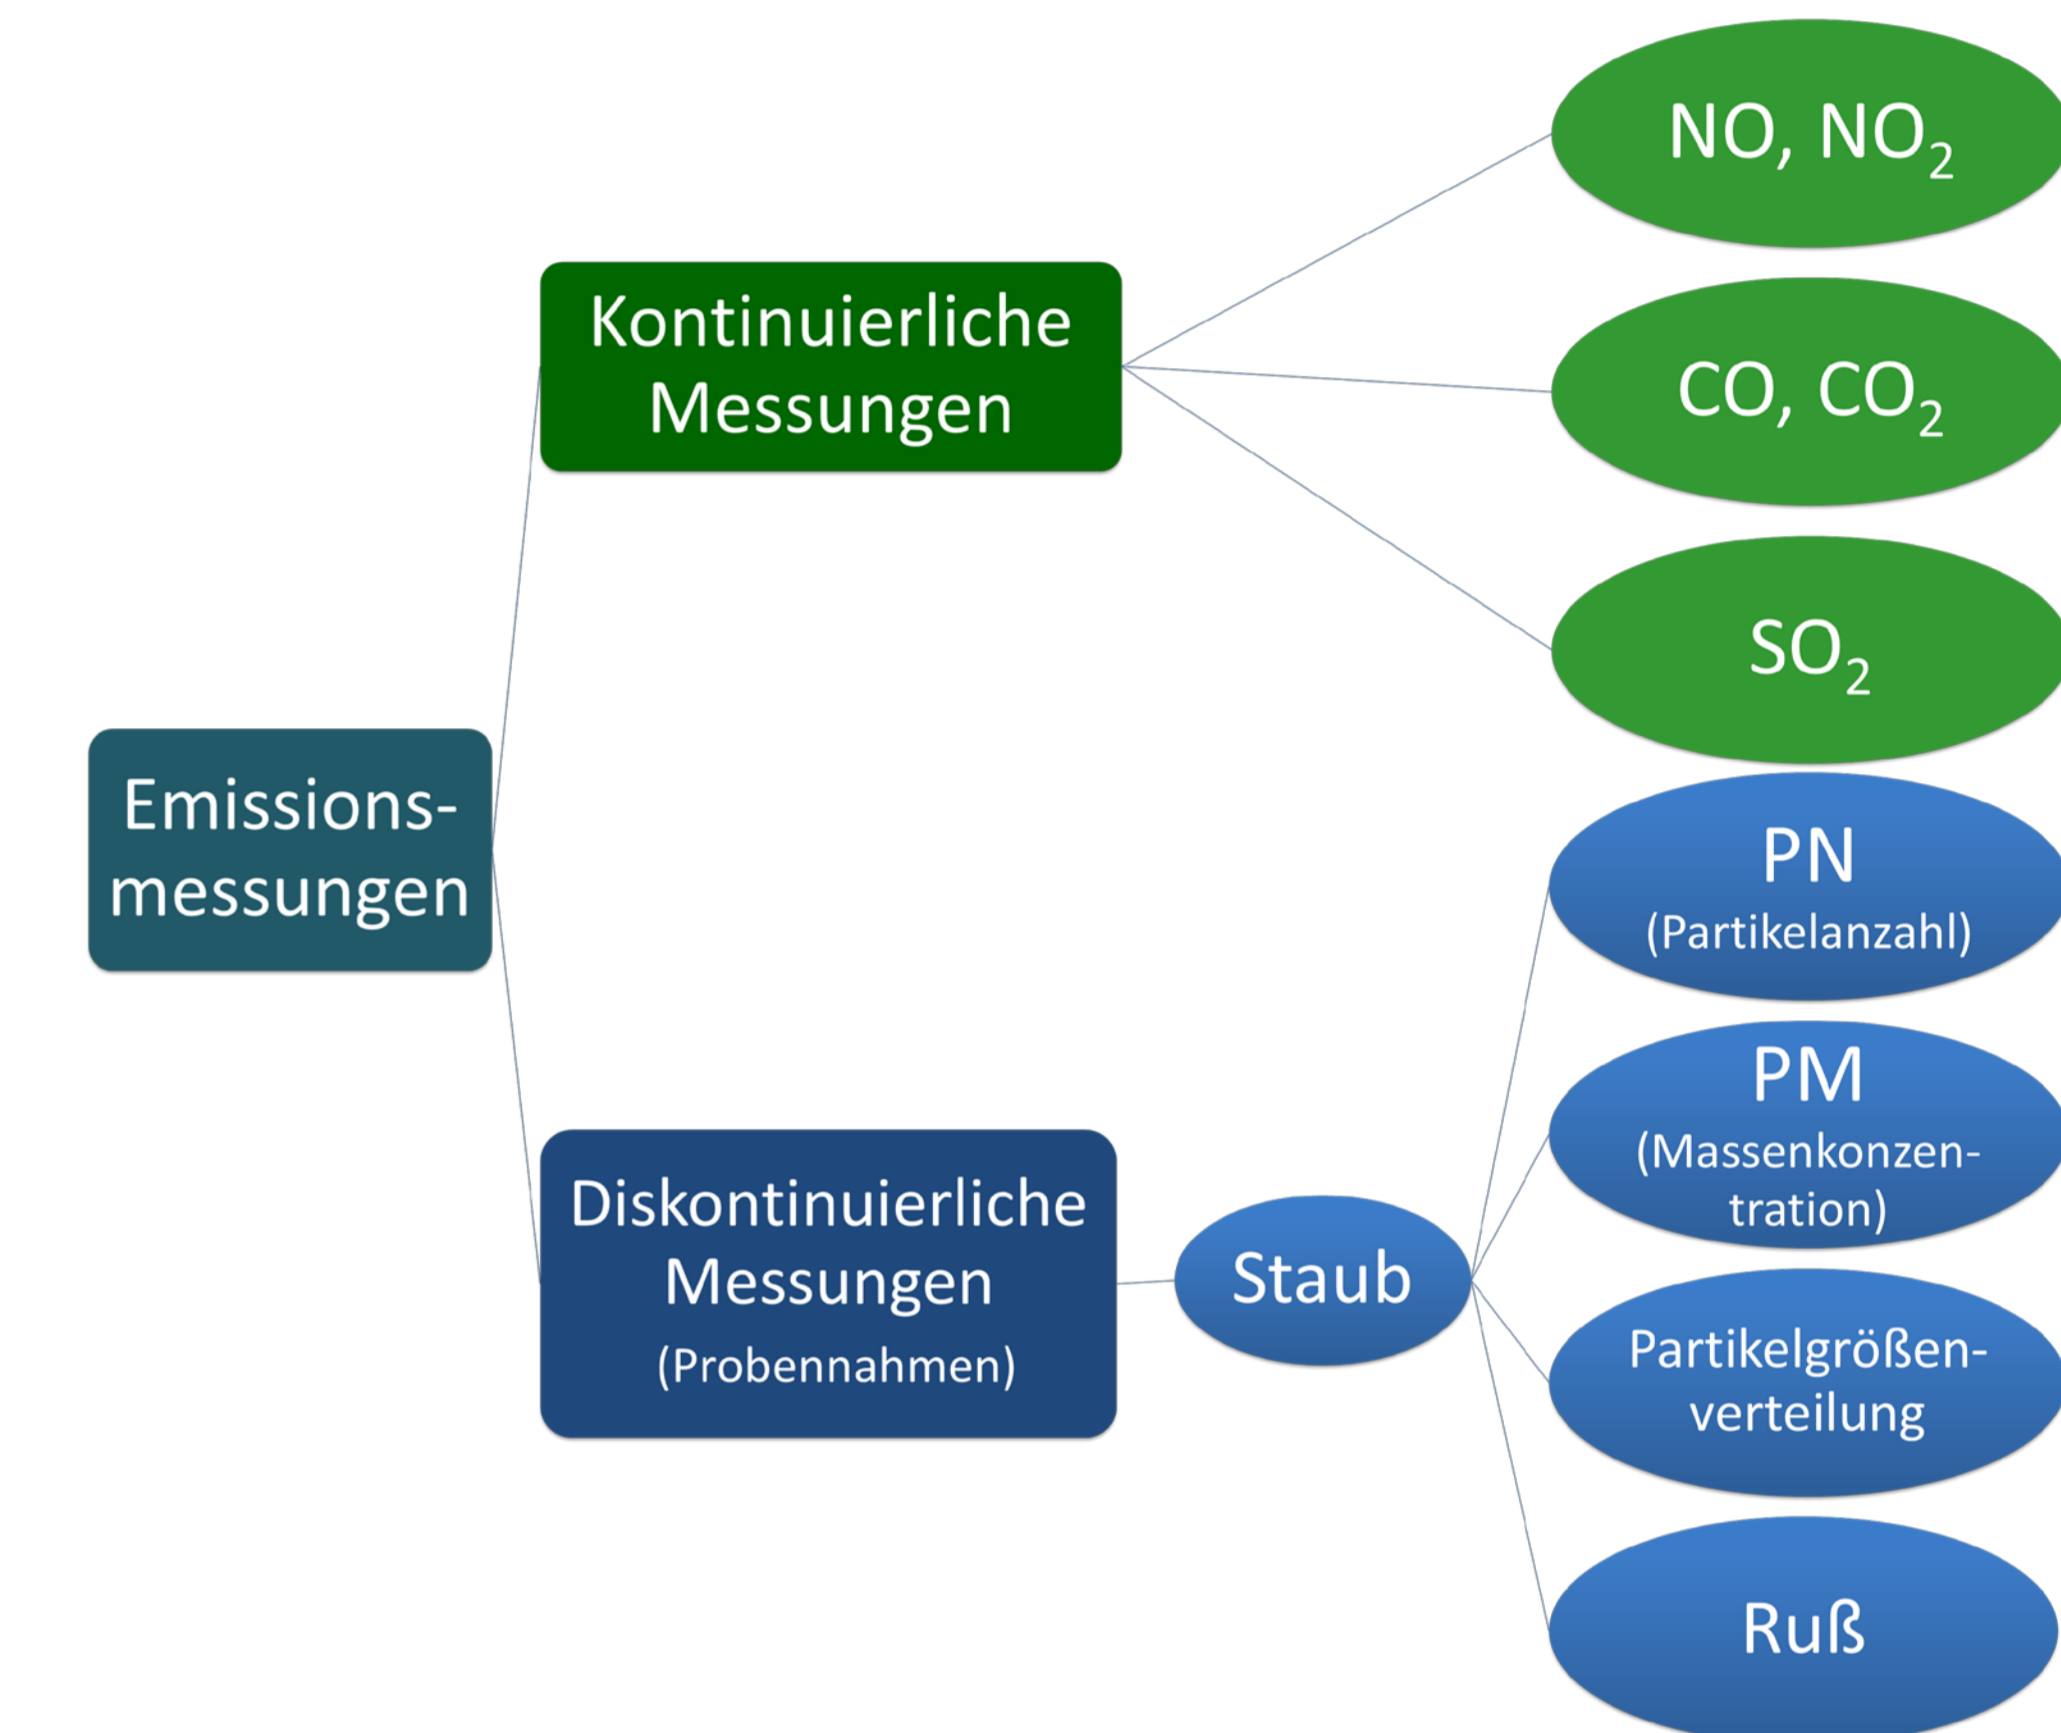 Emissions-
messungen
Kontinuierliche
Messungen
NO, NO₂
CO, CO₂
SO₂
Diskontinuierliche
Messungen
(Probennahmen)
Staub
PN
(Partikelanzahl)
PM
(Massenkonzen-
tration)
Partikelgrößen-
verteilung
Ruß